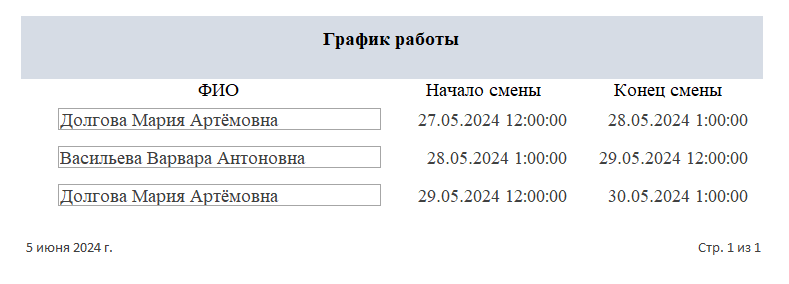 График работы
ФИО Начало смены Конец смены
Долгова Мария Артёмовна 27.05.2024 12:00:00 28.05.2024 1:00:00
Васильева Варвара Антоновна 28.05.2024 1:00:00 29.05.2024 12:00:00
Долгова Мария Артёмовна 29.05.2024 12:00:00 30.05.2024 1:00:00
5 июня 2024 г. Стр. 1 из 1